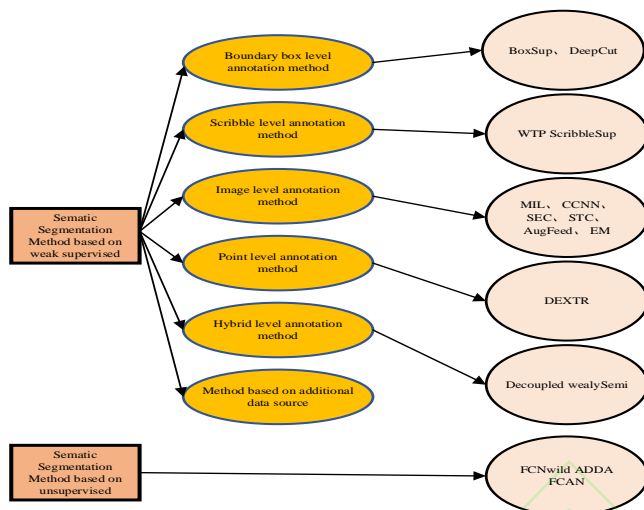 Boundary box level
annotation method
BoxSup、 DeepCut
Scribble level annotation
method
WTP ScribbleSup
Image level annotation
method
MIL、 CCNN、
SEC、 STC、
AugFeed、 EM
Sematic
Segmentation
Method based on
weak supervised
Point level annotation
method
DEXTR
Hybrid level annotation
method
Decoupled wealySemi
Method based on additional
data source
Sematic
Segmentation
Method based on
unsupervised
FCNwild ADDA
FCAN